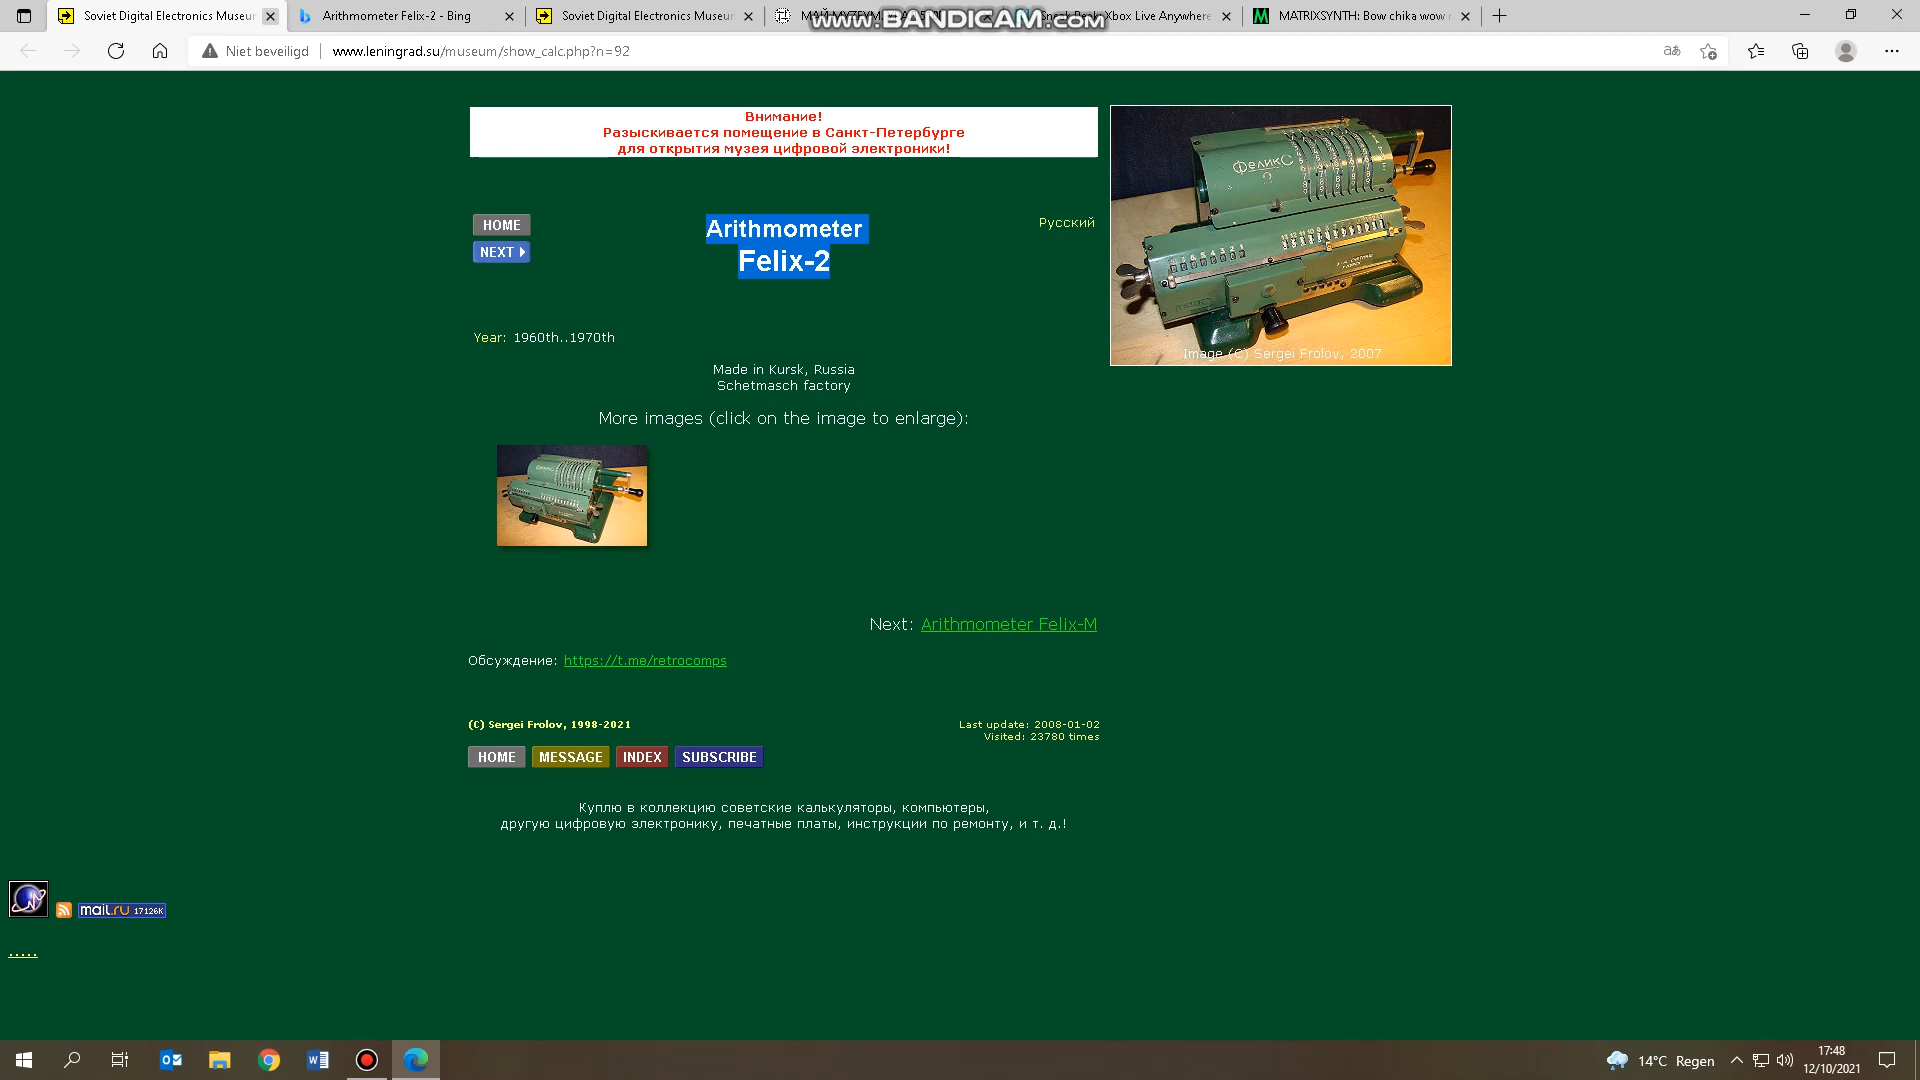 Soviet Digital Electronics Museum
Arithmometer Felix-2 - Bing
Soviet Digital Electronics Museum
Xbox Live Anywhere
MATRIXSYNTH: Bow chika wow
www.BANDICAM.com
Niet beveiligd
www.leningrad.su/museum/show_calc.php?n=92
Внимание!
Разыскивается помещение в Санкт-Петербурге
для открытия музея цифровой электроники!
HOME
NEXT
Arithmometer
Felix-2
Русский
ФеликС
Image (C) Sergei Frolov, 2007
Year: 1960th..1970th
Made in Kursk, Russia
Schetmasch factory
More images (click on the image to enlarge):
Next: Arithmometer Felix-M
Обсуждение: https://t.me/retrocomps
(C) Sergei Frolov, 1998-2021
Last update: 2008-01-02
Visited: 23780 times
HOME MESSAGE INDEX SUBSCRIBE
Куплю в коллекцию советские калькуляторы, компьютеры,
другую цифровую электронику, печатные платы, инструкции по ремонту, и т. д.!
mail.ru 17126K
.....
14°C Regen
17:48
12/10/2021